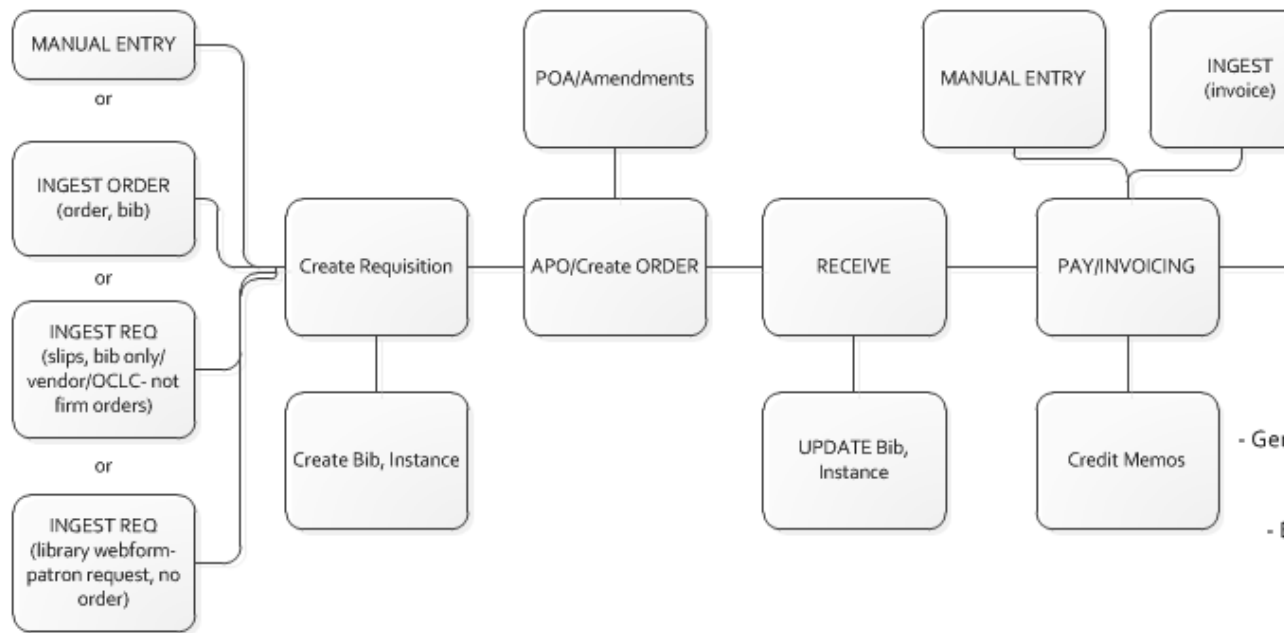 MANUAL ENTRY
or
INGEST ORDER
(order, bib)
or
INGEST REQ
(slips, bib only/
vendor/OCLC- not
firm orders)
or
INGEST REQ
(library webform-
patron request, no
order)
Create Requisition
Create Bib, Instance
POA/Amendments
APO/Create ORDER
RECEIVE
UPDATE Bib,
Instance
MANUAL ENTRY
INGEST
(invoice)
PAY/INVOICING
Credit Memos